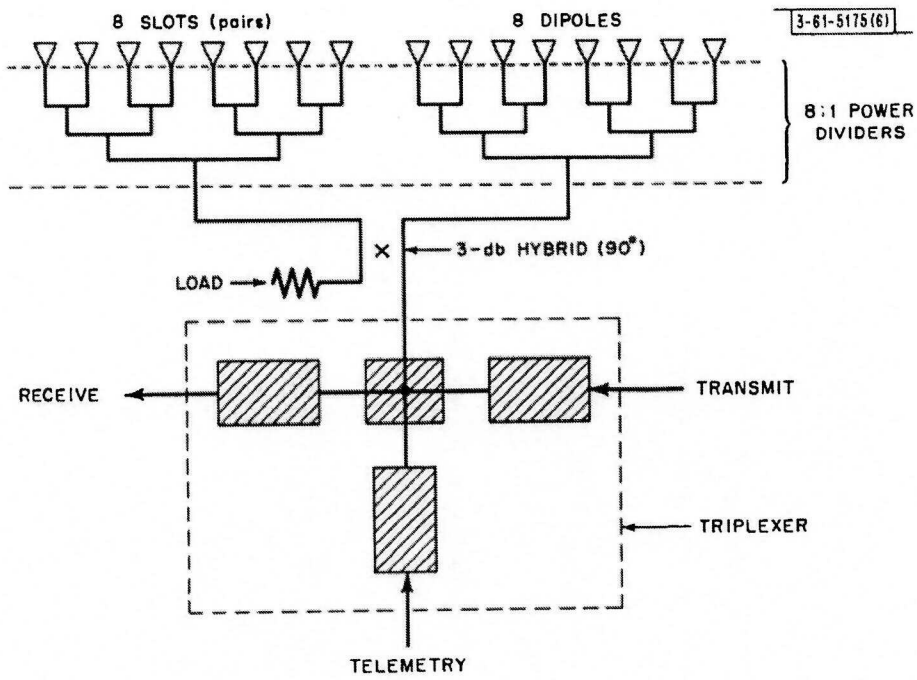 8 SLOTS (pairs)
8 DIPOLES
3-61-5175(6)
8:1 POWER
DIVIDERS
×
3-db HYBRID (90°)
LOAD
RECEIVE
TRANSMIT
TRIPLEXER
TELEMETRY